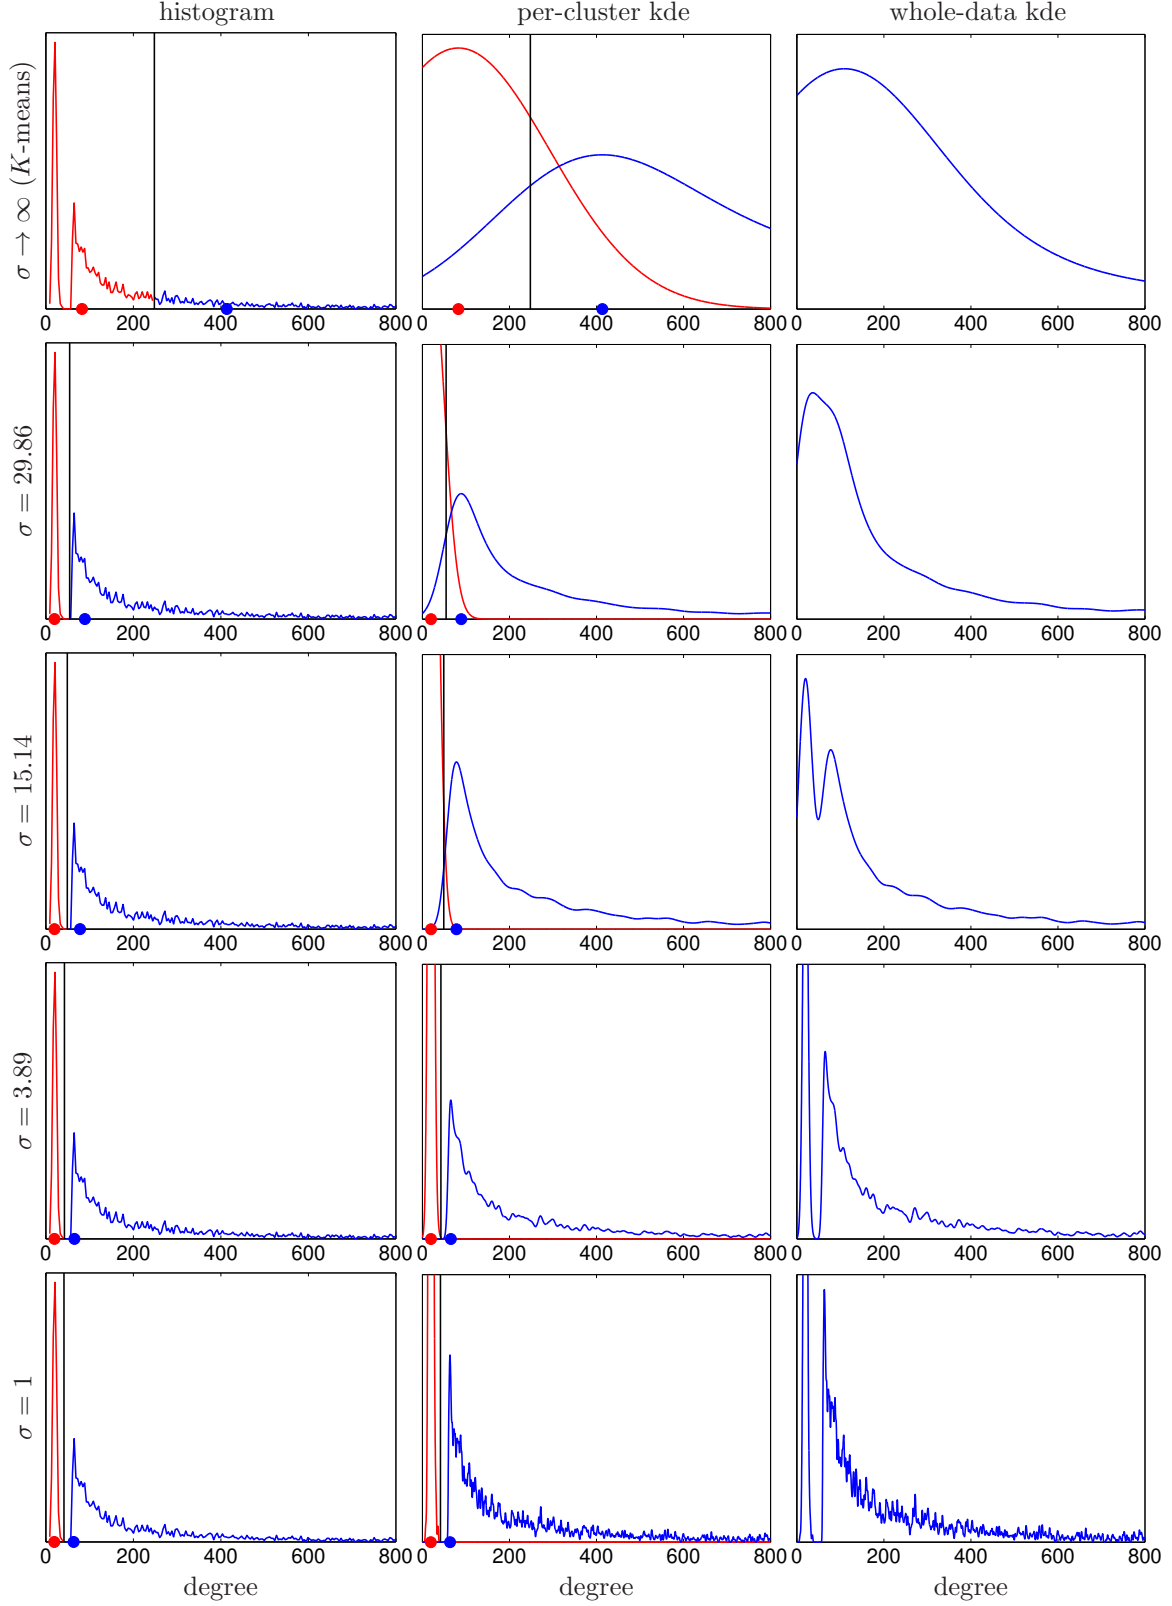 histogram per-cluster kde whole-data kde
σ → ∞ (K-means)
0 200 400 600 800 0 200 400 600 800 0 200 400 600 800
σ = 29.86
0 200 400 600 800 0 200 400 600 800 0 200 400 600 800
σ = 15.14
0 200 400 600 800 0 200 400 600 800 0 200 400 600 800
σ = 3.89
0 200 400 600 800 0 200 400 600 800 0 200 400 600 800
σ = 1
0 200 400 600 800 0 200 400 600 800 0 200 400 600 800
degree degree degree